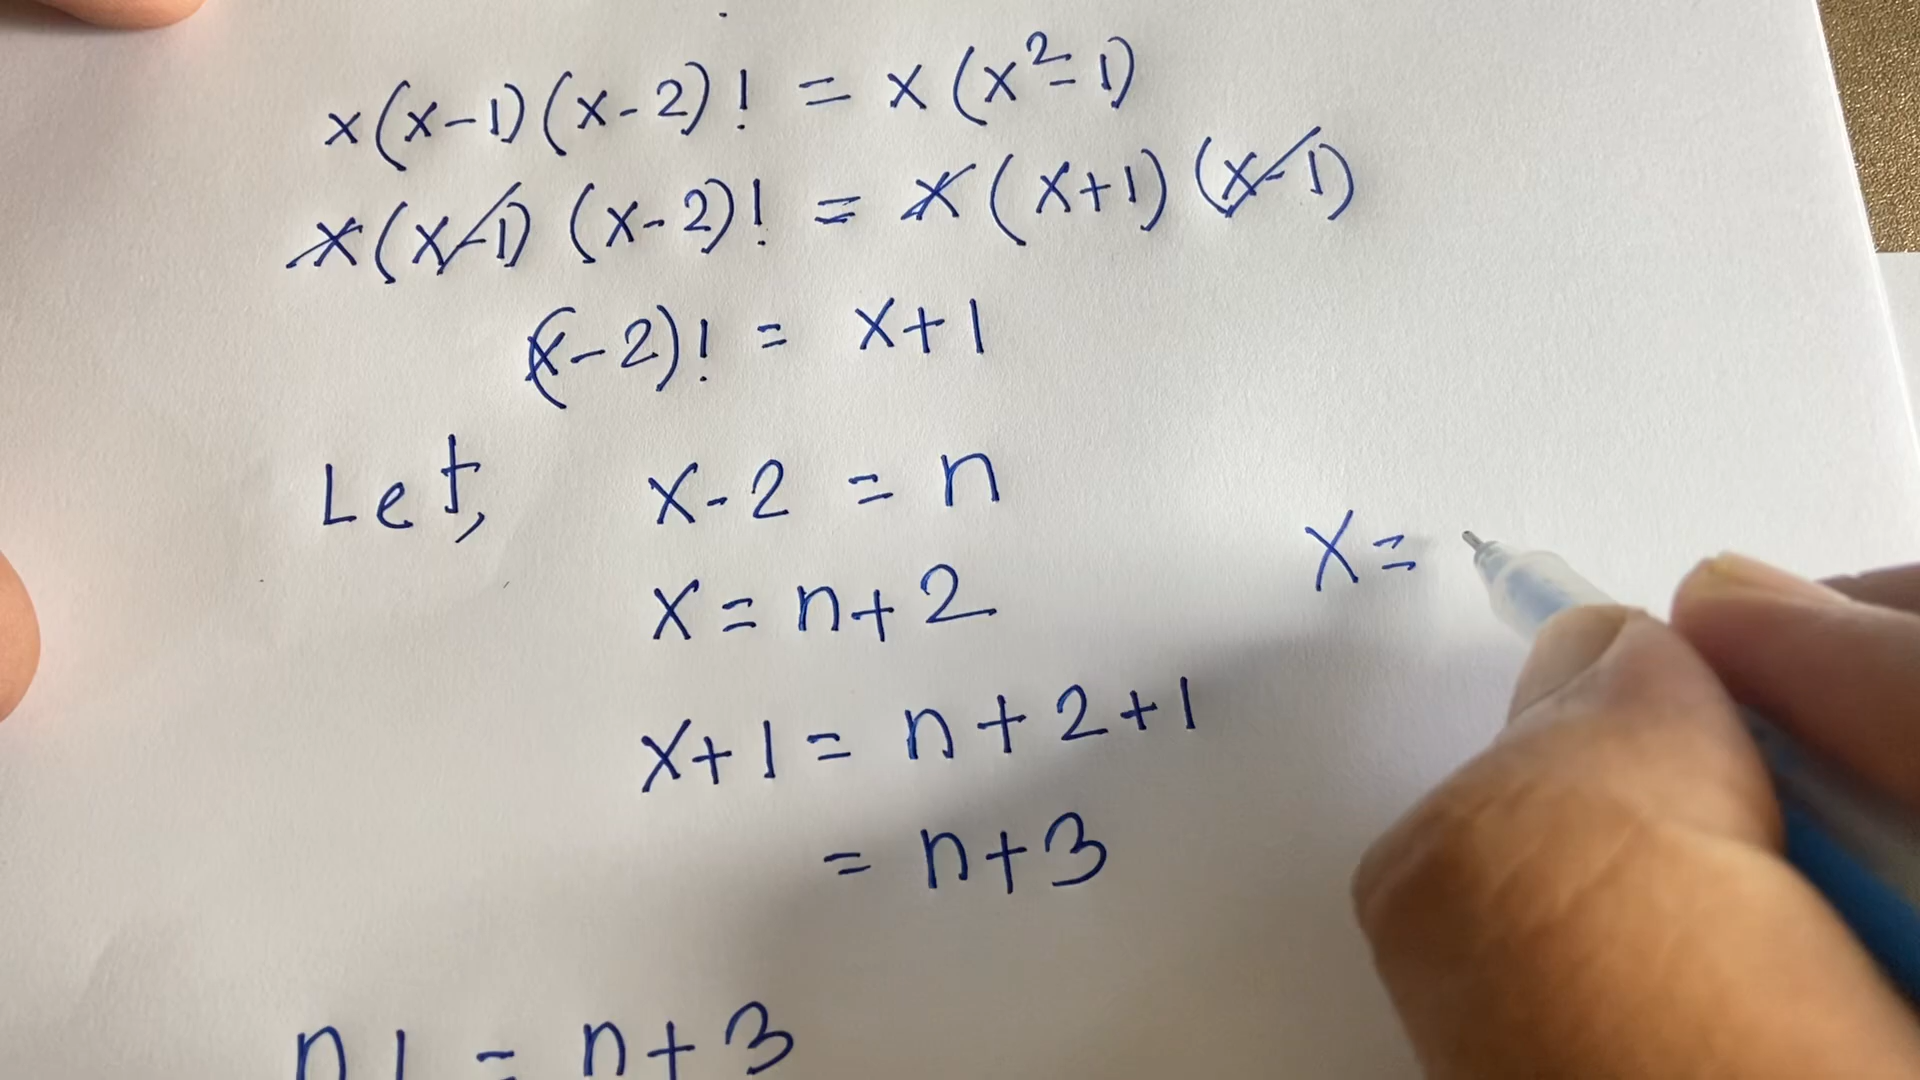 x(x-1)(x-2)! = x(x²-1)
x(x-1)(x-2)! = x(x+1)(x-1)
(x-2)! = x+1
Let, x-2 = n
x = n+2
x =
x+1 = n+2+1
= n+3
n! = n+3